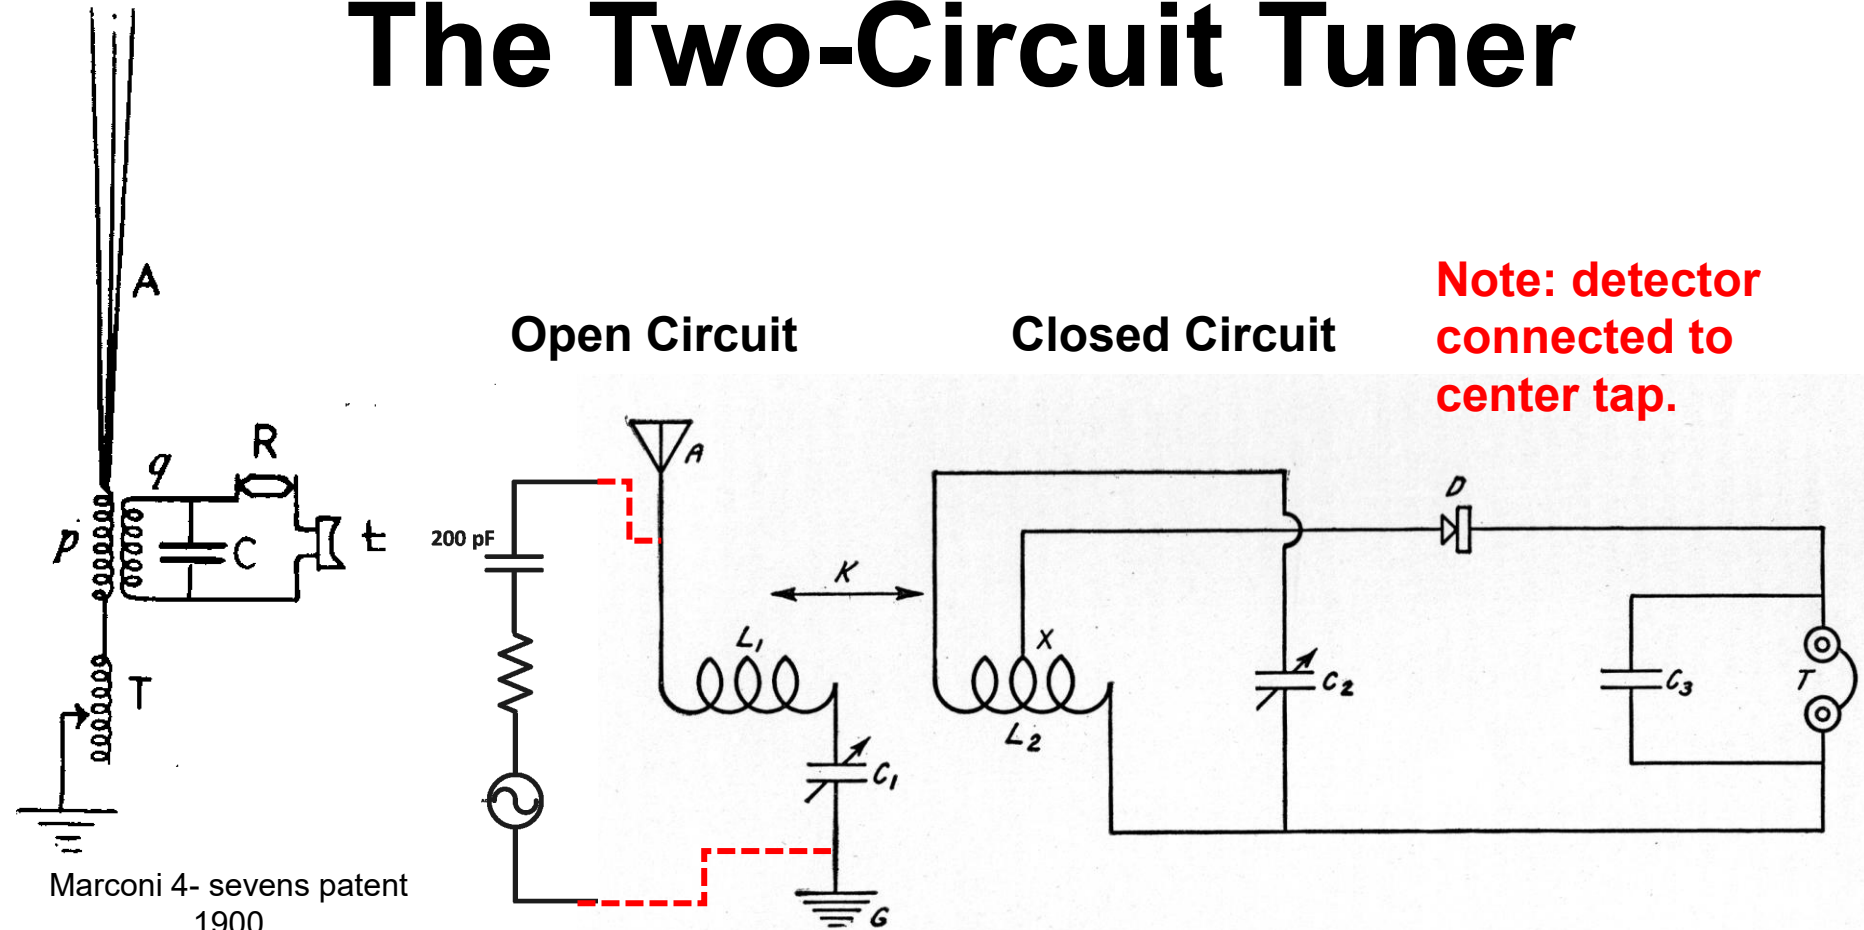 The Two-Circuit Tuner
Note: detector
connected to
center tap.
Open Circuit
Closed Circuit
A
R
q
p
C
t
T
Marconi 4- sevens patent
1900
200 pF
A
K
L1
C1
G
X
L2
C2
D
C3
T